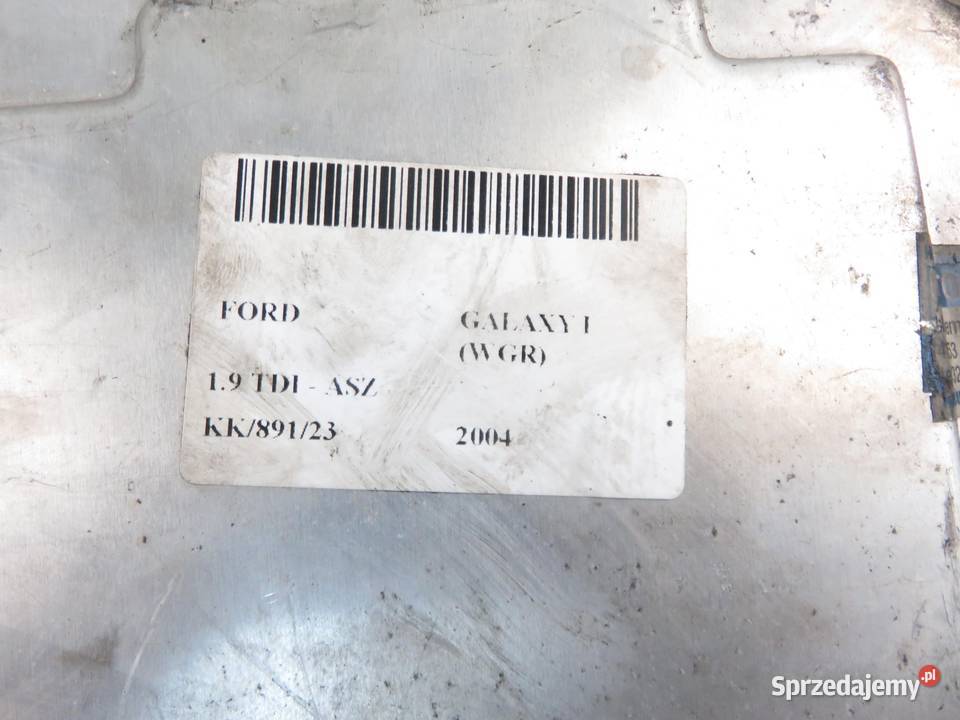 FORD
GALAXY I
(WGR)
1.9 TDI - ASZ
KK/891/23
2004
Sprzedajemy.pl